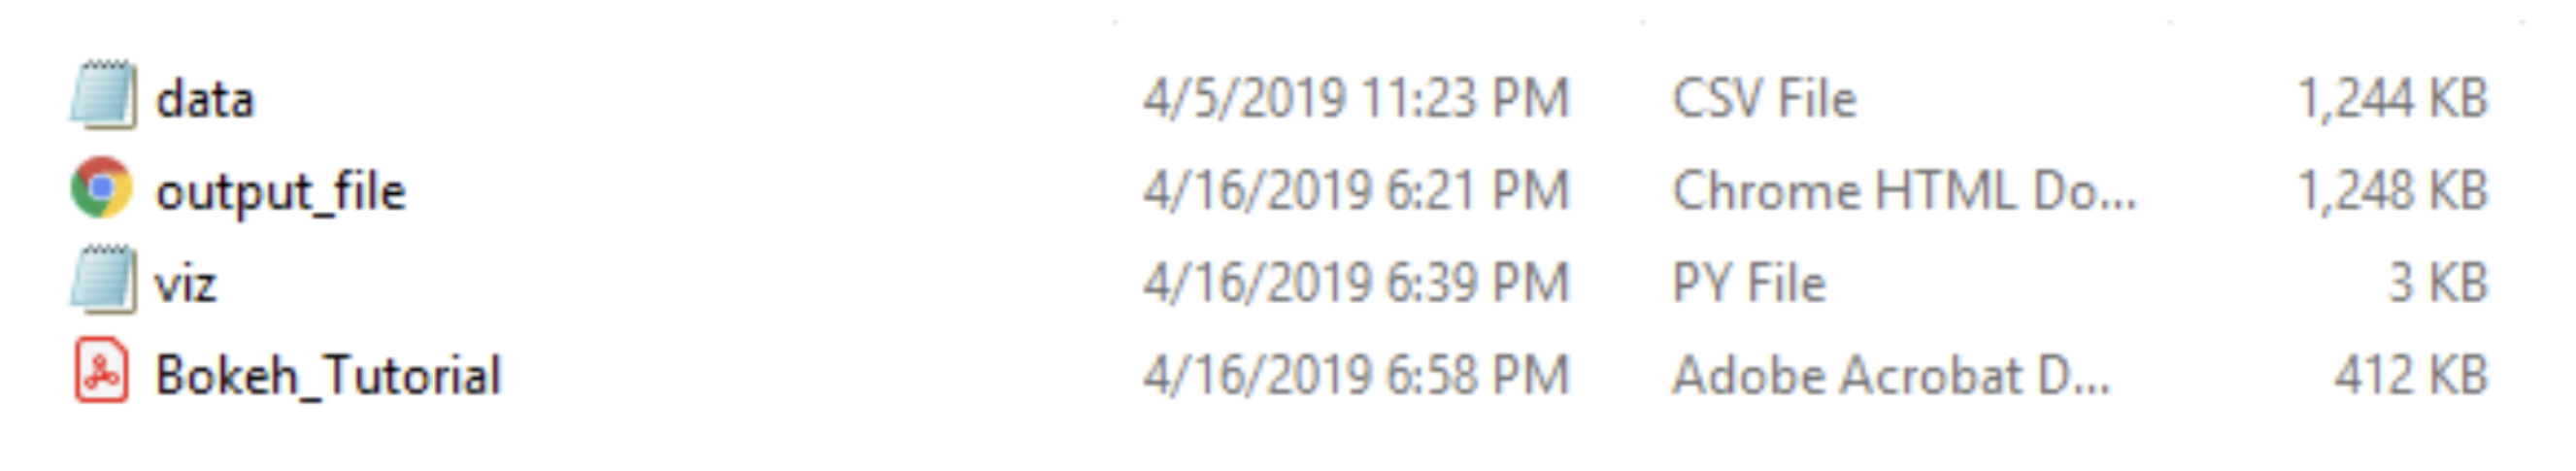 data 4/5/2019 11:23 PM CSV File 1,244 KB
output_file 4/16/2019 6:21 PM Chrome HTML Do... 1,248 KB
viz 4/16/2019 6:39 PM PY File 3 KB
Bokeh_Tutorial 4/16/2019 6:58 PM Adobe Acrobat D... 412 KB